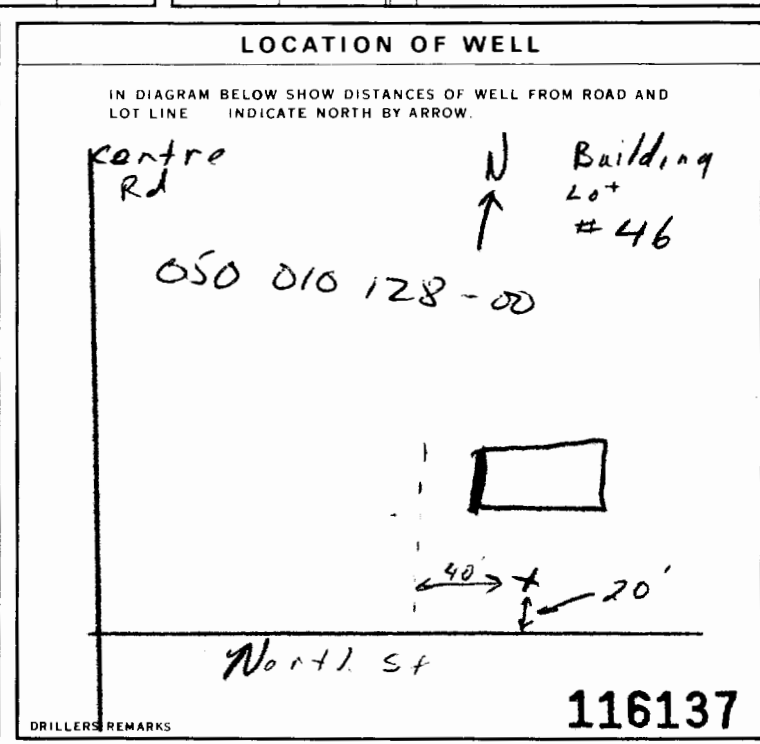 LOCATION OF WELL
IN DIAGRAM BELOW SHOW DISTANCES OF WELL FROM ROAD AND
LOT LINE INDICATE NORTH BY ARROW.
Centre
Rd
N
Building
Lot
# 46
050 010 128-00
40'
20'
North St
116137
DRILLERS REMARKS